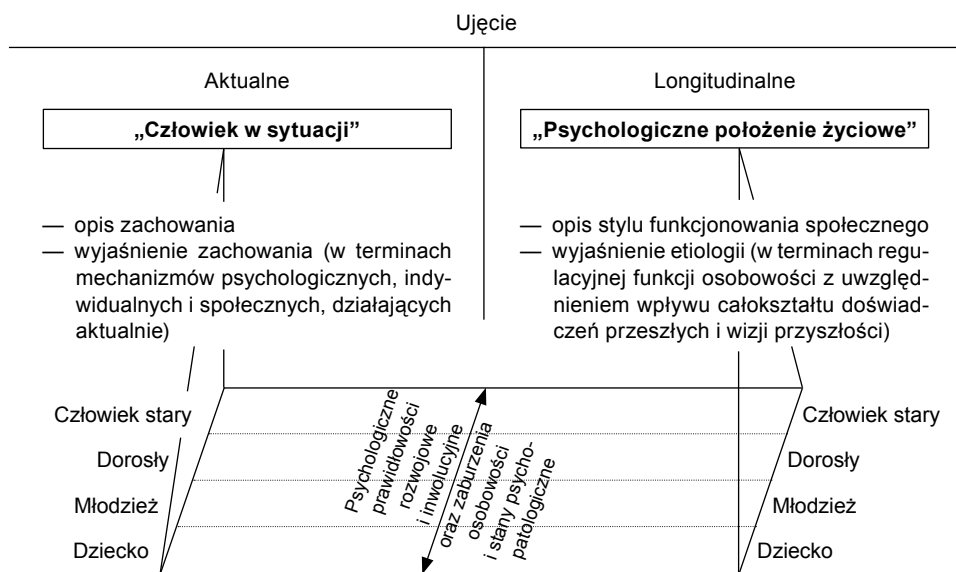 Ujęcie
Aktualne
„Człowiek w sytuacji”
— opis zachowania
— wyjaśnienie zachowania (w terminach
mechanizmów psychologicznych, indy-
widualnych i społecznych, działających
aktualnie)
Longitudinalne
„Psychologiczne położenie życiowe”
— opis stylu funkcjonowania społecznego
— wyjaśnienie etiologii (w terminach regu-
lacyjnej funkcji osobowości z uwzględ-
nieniem wpływu całokształtu doświad-
czeń przeszłych i wizji przyszłości)
Człowiek stary
Dorosły
Młodzież
Dziecko
Psychologiczne
prawidłowości
rozwojowe
i inwolucyjne
oraz zaburzenia
osobowości
i stany psycho-
patologiczne
Człowiek stary
Dorosły
Młodzież
Dziecko